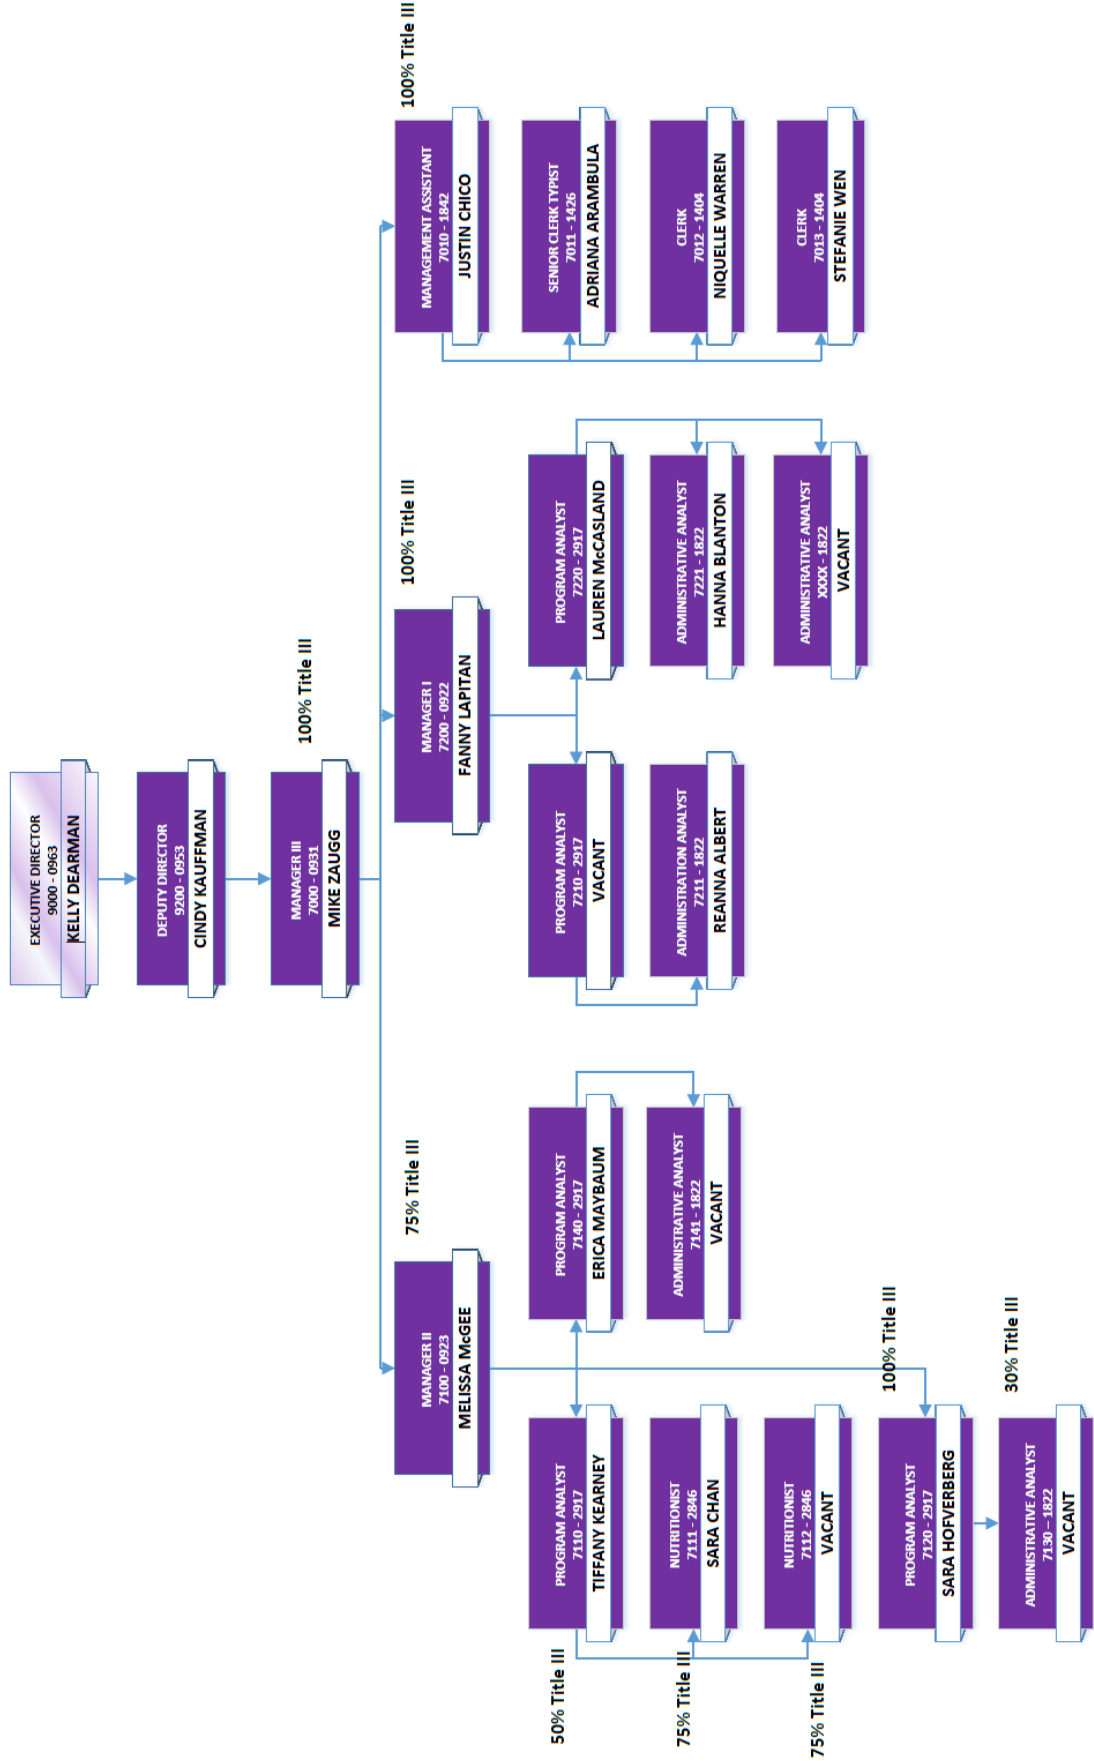 EXECUTIVE DIRECTOR
9000 - 0963
KELLY DEARMAN
DEPUTY DIRECTOR
9200 - 0953
CINDY KAUFFMAN
MANAGER III
7000 - 0931
MIKE ZAUGG
100% Title III
MANAGER II
7100 - 0923
MELISSA McGEE
75% Title III
MANAGER I
7200 - 0922
FANNY LAPITAN
100% Title III
MANAGEMENT ASSISTANT
7010 - 1842
JUSTIN CHICO
100% Title III
50% Title III
PROGRAM ANALYST
7110 - 2917
TIFFANY KEARNEY
PROGRAM ANALYST
7140 - 2917
ERICA MAYBAUM
PROGRAM ANALYST
7210 - 2917
VACANT
PROGRAM ANALYST
7220 - 2917
LAUREN McCASLAND
SENIOR CLERK TYPIST
7011 - 1426
ADRIANA ARAMBULA
75% Title III
NUTRITIONIST
7111 - 2846
SARA CHAN
ADMINISTRATIVE ANALYST
7141 - 1822
VACANT
ADMINISTRATION ANALYST
7211 - 1822
REANNA ALBERT
ADMINISTRATIVE ANALYST
7221 - 1822
HANNA BLANTON
CLERK
7012 - 1404
NIQUELLE WARREN
75% Title III
NUTRITIONIST
7112 - 2846
VACANT
ADMINISTRATIVE ANALYST
XXXX - 1822
VACANT
CLERK
7013 - 1404
STEFANIE WEN
PROGRAM ANALYST
7120 - 2917
SARA HOFVERBERG
100% Title III
ADMINISTRATIVE ANALYST
7130 – 1822
VACANT
30% Title III